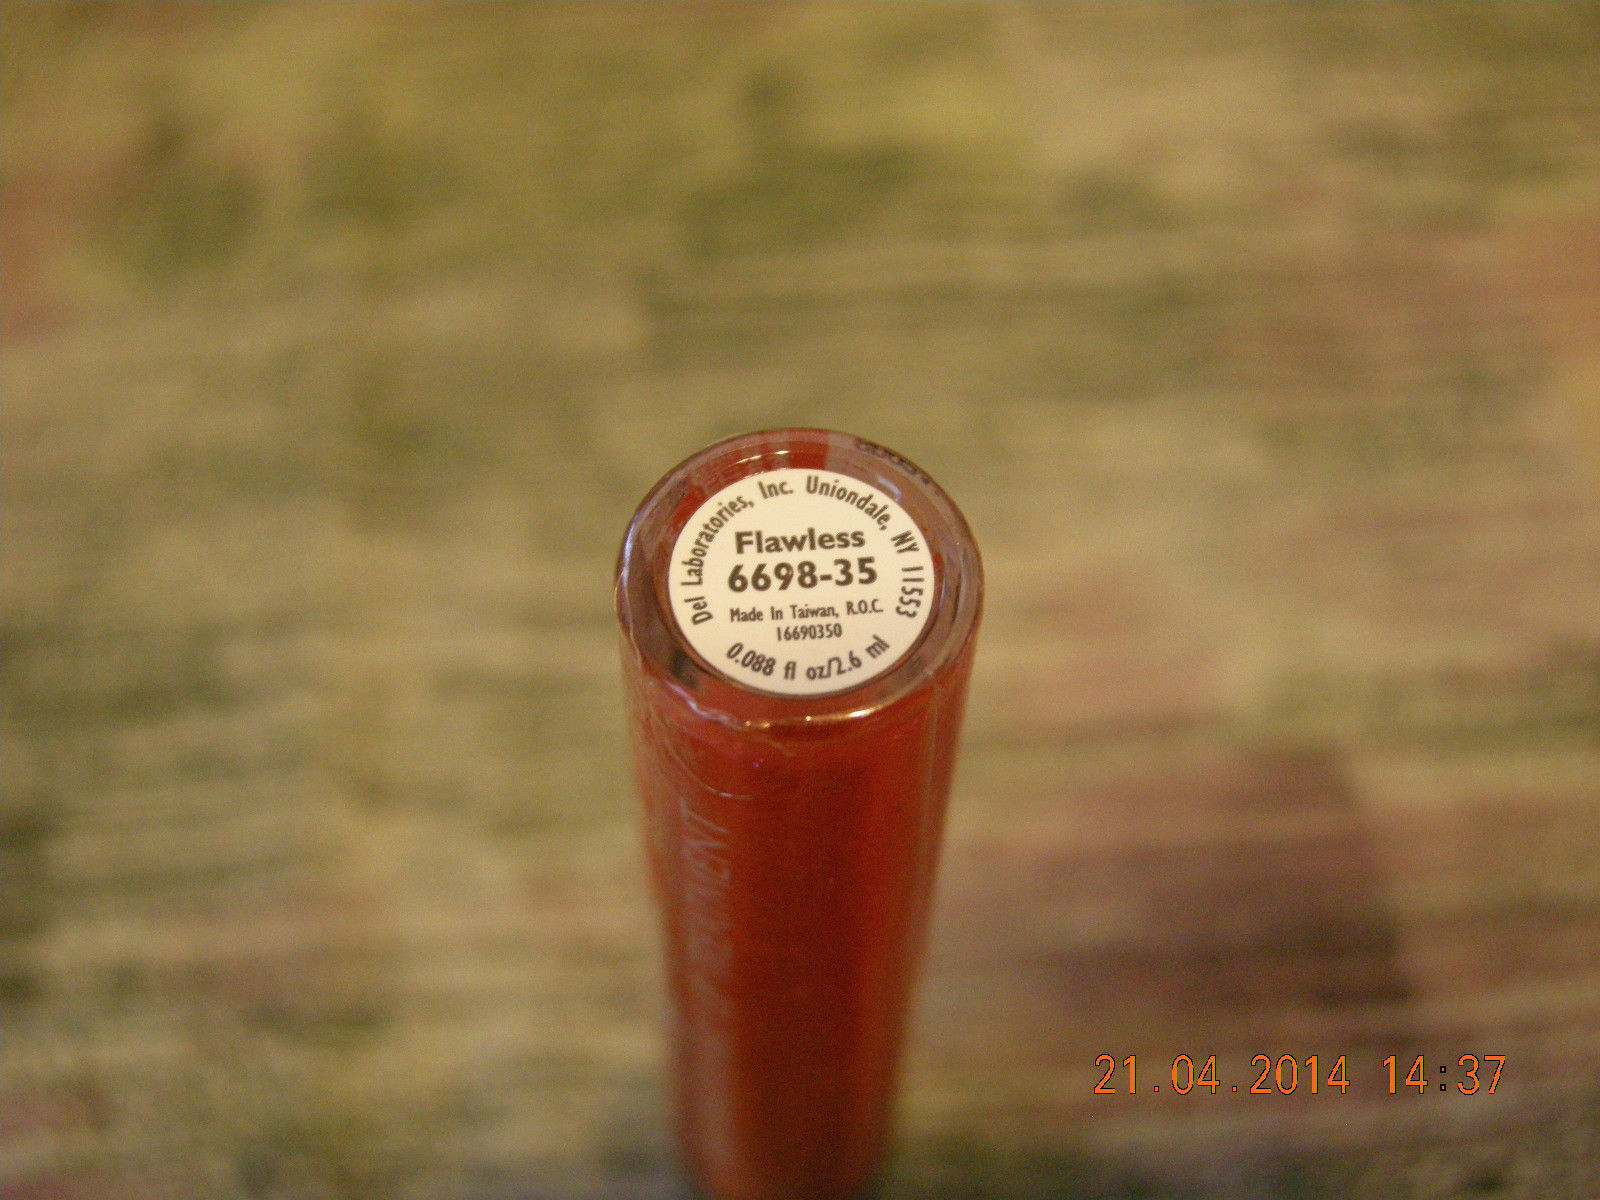 Del Laboratories, Inc. Uniondale, NY 11553
Flawless
6698-35
Made In Taiwan, R.O.C.
16690350
0.088 fl oz/2.6 ml
21.04.2014 14:37